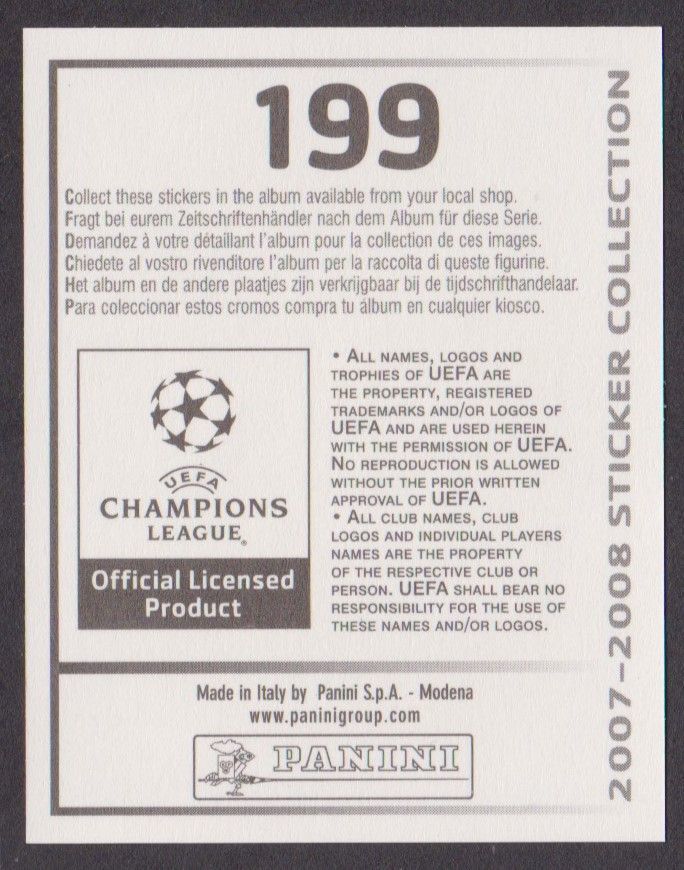 199
Collect these stickers in the album available from your local shop.
Fragt bei eurem Zeitschriftenhändler nach dem Album für diese Serie.
Demandez à votre détaillant l'album pour la collection de ces images.
Chiedete al vostro rivenditore l'album per la raccolta di queste figurine.
Het album en de andere plaatjes zijn verkrijgbaar bij de tijdschrifthandelaar.
Para coleccionar estos cromos compra tu álbum en cualquier kiosco.
UEFA
CHAMPIONS
LEAGUE®
Official Licensed
Product
• ALL NAMES, LOGOS AND
TROPHIES OF UEFA ARE
THE PROPERTY, REGISTERED
TRADEMARKS AND/OR LOGOS OF
UEFA AND ARE USED HEREIN
WITH THE PERMISSION OF UEFA.
NO REPRODUCTION IS ALLOWED
WITHOUT THE PRIOR WRITTEN
APPROVAL OF UEFA.
• ALL CLUB NAMES, CLUB
LOGOS AND INDIVIDUAL PLAYERS
NAMES ARE THE PROPERTY
OF THE RESPECTIVE CLUB OR
PERSON. UEFA SHALL BEAR NO
RESPONSIBILITY FOR THE USE OF
THESE NAMES AND/OR LOGOS.
Made in Italy by Panini S.p.A. - Modena
www.paninigroup.com
PANINI
2007-2008 STICKER COLLECTION